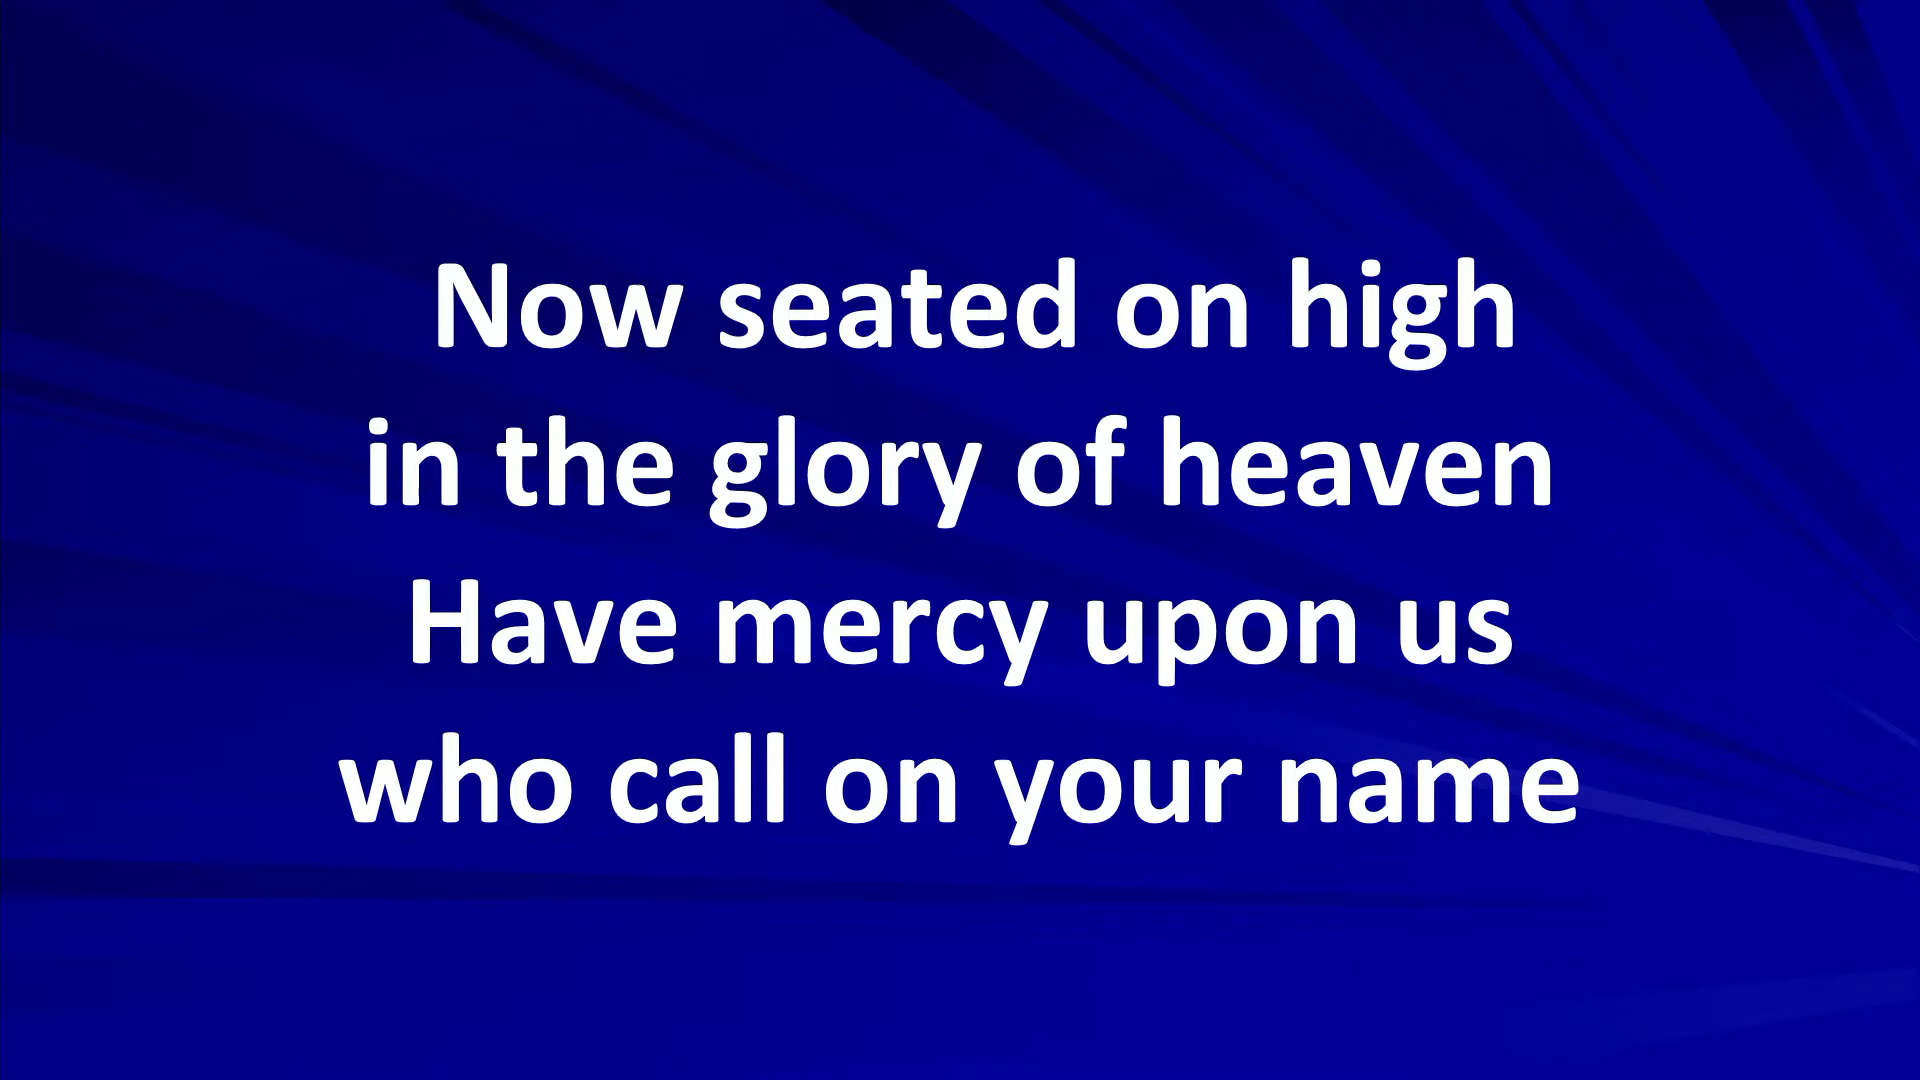 Now seated on high
in the glory of heaven
Have mercy upon us
who call on your name